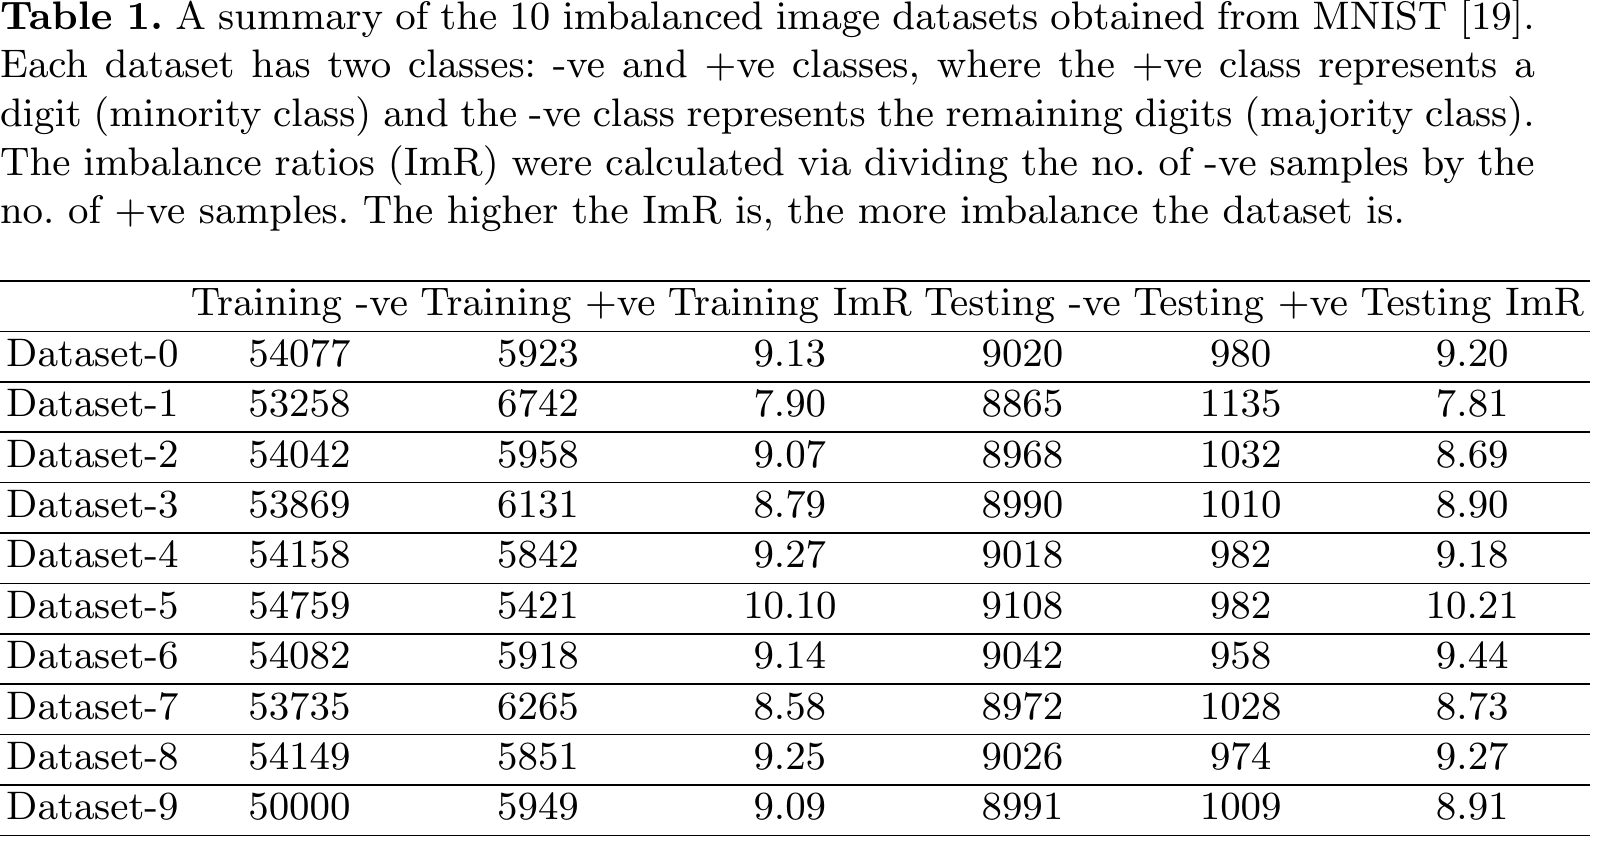 Table 1. A summary of the 10 imbalanced image datasets obtained from MNIST [19].
Each dataset has two classes: -ve and +ve classes, where the +ve class represents a
digit (minority class) and the -ve class represents the remaining digits (majority class).
The imbalance ratios (ImR) were calculated via dividing the no. of -ve samples by the
no. of +ve samples. The higher the ImR is, the more imbalance the dataset is.
Training -ve Training +ve Training ImR Testing -ve Testing +ve Testing ImR
Dataset-0 54077 5923 9.13 9020 980 9.20
Dataset-1 53258 6742 7.90 8865 1135 7.81
Dataset-2 54042 5958 9.07 8968 1032 8.69
Dataset-3 53869 6131 8.79 8990 1010 8.90
Dataset-4 54158 5842 9.27 9018 982 9.18
Dataset-5 54759 5421 10.10 9108 982 10.21
Dataset-6 54082 5918 9.14 9042 958 9.44
Dataset-7 53735 6265 8.58 8972 1028 8.73
Dataset-8 54149 5851 9.25 9026 974 9.27
Dataset-9 50000 5949 9.09 8991 1009 8.91